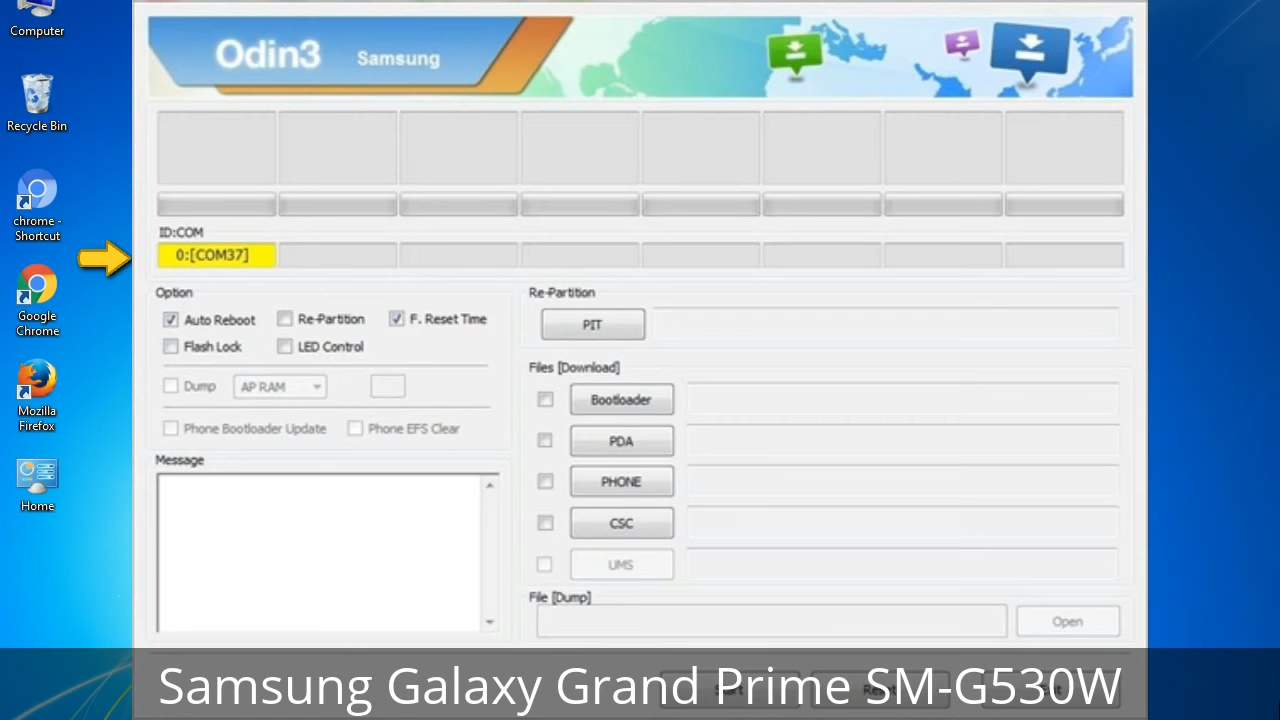 Computer
Recycle Bin
chrome -
Shortcut
Google
Chrome
Mozilla
Firefox
Home
Odin3 Samsung
ID:COM
0:[COM37]
Option
Auto Reboot Re-Partition F. Reset Time
Flash Lock LED Control
Dump AP RAM
Phone Bootloader Update Phone EFS Clear
Message
Re-Partition
PIT
Files [Download]
Bootloader
PDA
PHONE
CSC
UMS
File [Dump]
Open
Samsung Galaxy Grand Prime SM-G530W